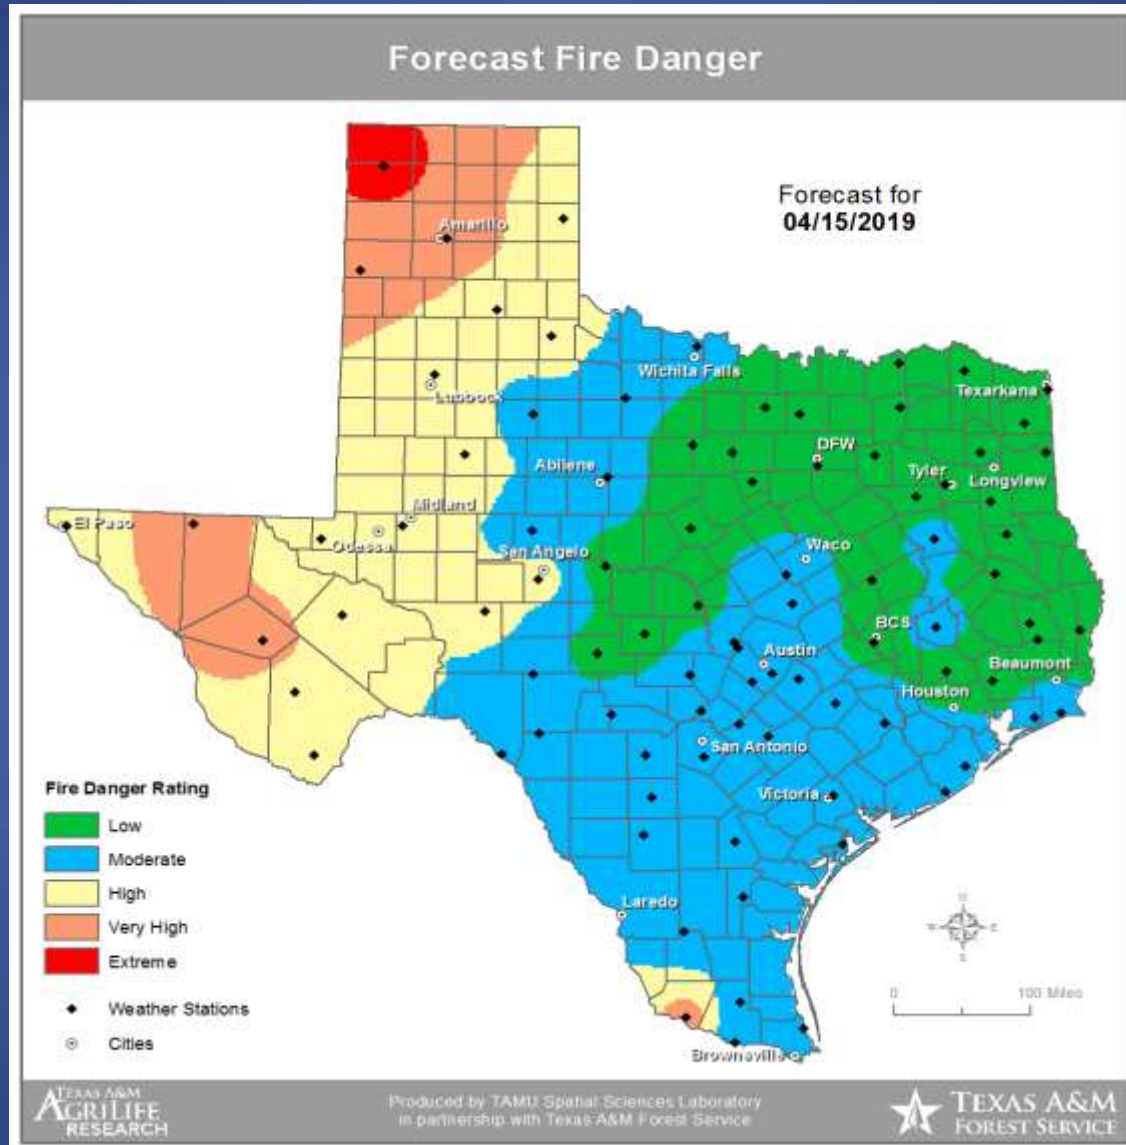 Forecast Fire Danger
Forecast for
04/15/2019
Amarillo
Wichita Falls
Texarkana
Lubbock
DFW
Abilene
Tyler
Longview
Midland
El Paso
Odessa
San Angelo
Waco
BCS
Austin
Beaumont
Houston
San Antonio
Victoria
Laredo
Brownsville
Fire Danger Rating
Low
Moderate
High
Very High
Extreme
Weather Stations
Cities
N
W E
S
0 100 Miles
TEXAS A&M
AGRILIFE
RESEARCH
Produced by TAMU Spatial Sciences Laboratory
in partnership with Texas A&M Forest Service
TEXAS A&M
FOREST SERVICE